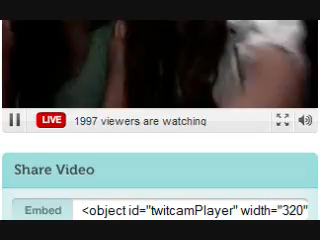 LIVE 1997 viewers are watching
Share Video
Embed <object id="twitcamPlayer" width="320"